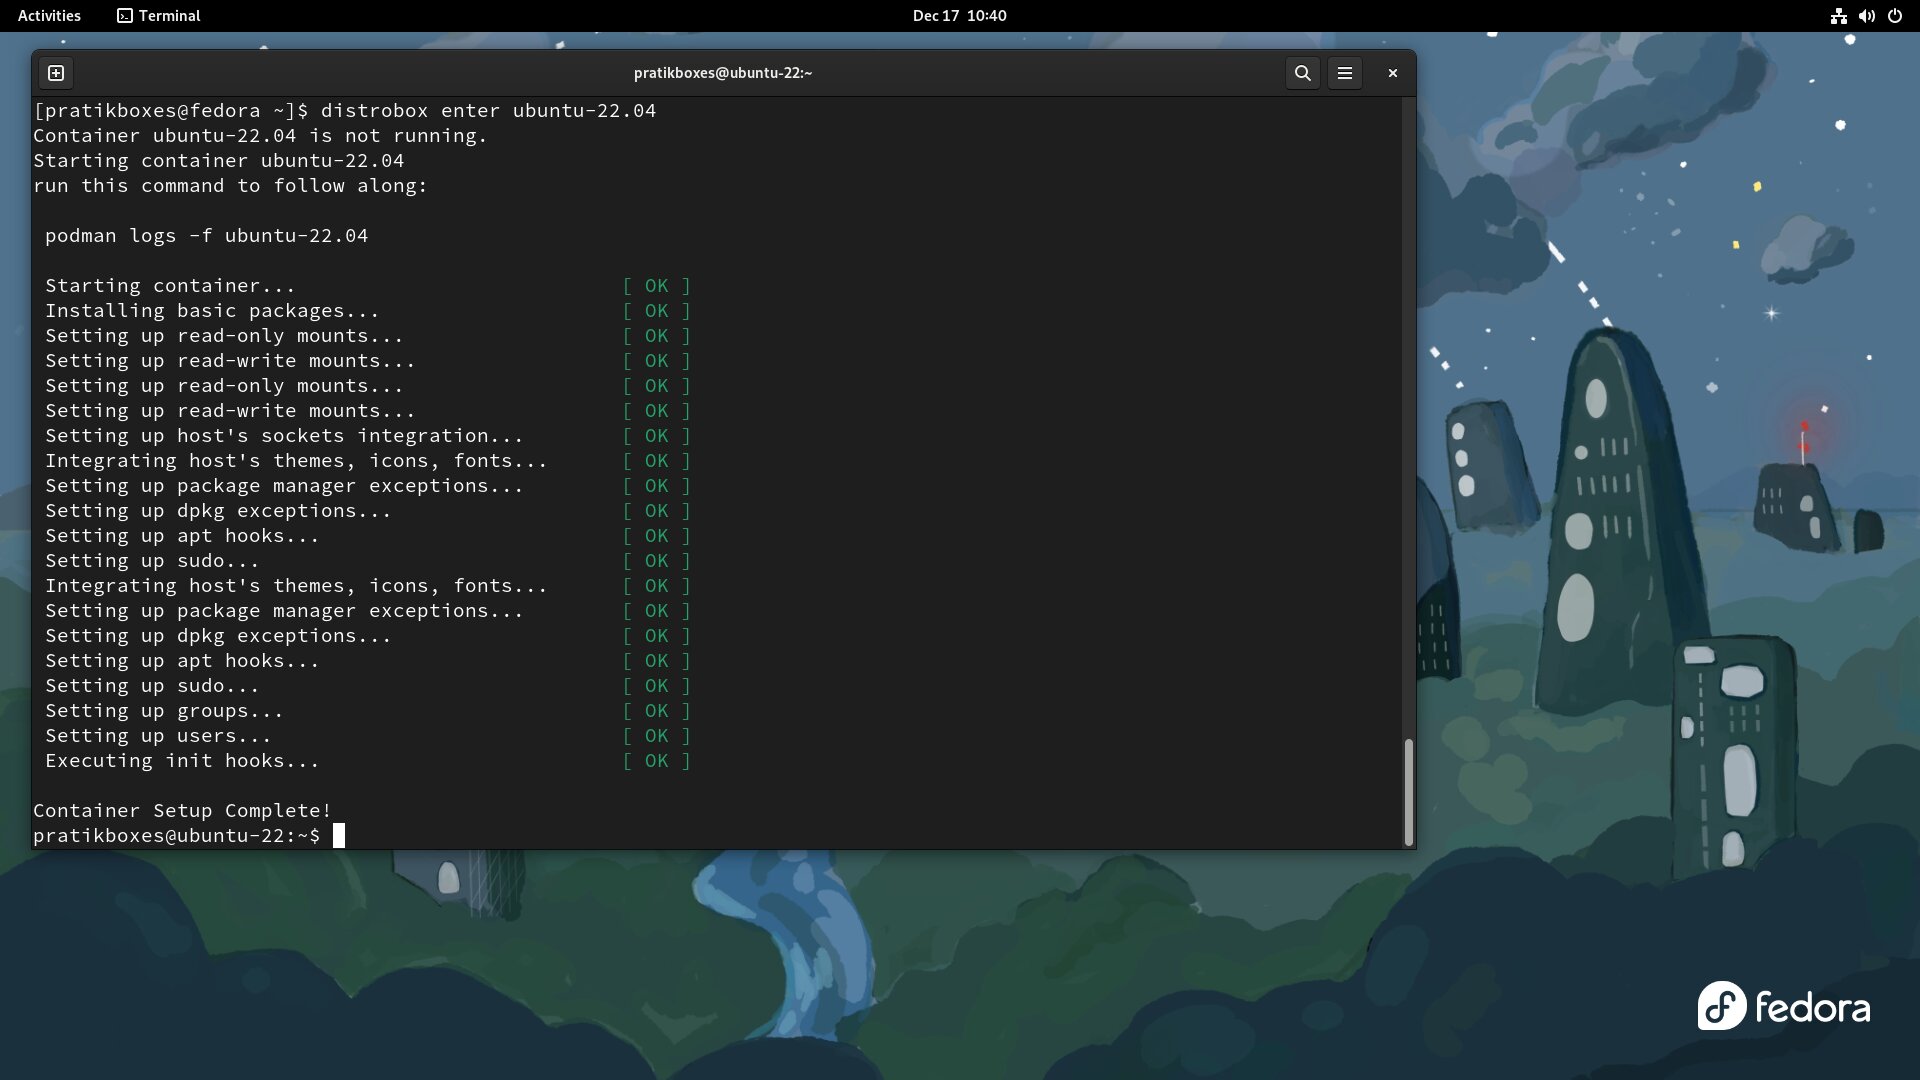 Activities Terminal Dec 17 10:40
pratikboxes@ubuntu-22:~
[pratikboxes@fedora ~]$ distrobox enter ubuntu-22.04
Container ubuntu-22.04 is not running.
Starting container ubuntu-22.04
run this command to follow along:
podman logs -f ubuntu-22.04
Starting container... [ OK ]
Installing basic packages... [ OK ]
Setting up read-only mounts... [ OK ]
Setting up read-write mounts... [ OK ]
Setting up read-only mounts... [ OK ]
Setting up read-write mounts... [ OK ]
Setting up host's sockets integration... [ OK ]
Integrating host's themes, icons, fonts... [ OK ]
Setting up package manager exceptions... [ OK ]
Setting up dpkg exceptions... [ OK ]
Setting up apt hooks... [ OK ]
Setting up sudo... [ OK ]
Integrating host's themes, icons, fonts... [ OK ]
Setting up package manager exceptions... [ OK ]
Setting up dpkg exceptions... [ OK ]
Setting up apt hooks... [ OK ]
Setting up sudo... [ OK ]
Setting up groups... [ OK ]
Setting up users... [ OK ]
Executing init hooks... [ OK ]
Container Setup Complete!
pratikboxes@ubuntu-22:~$
fedora